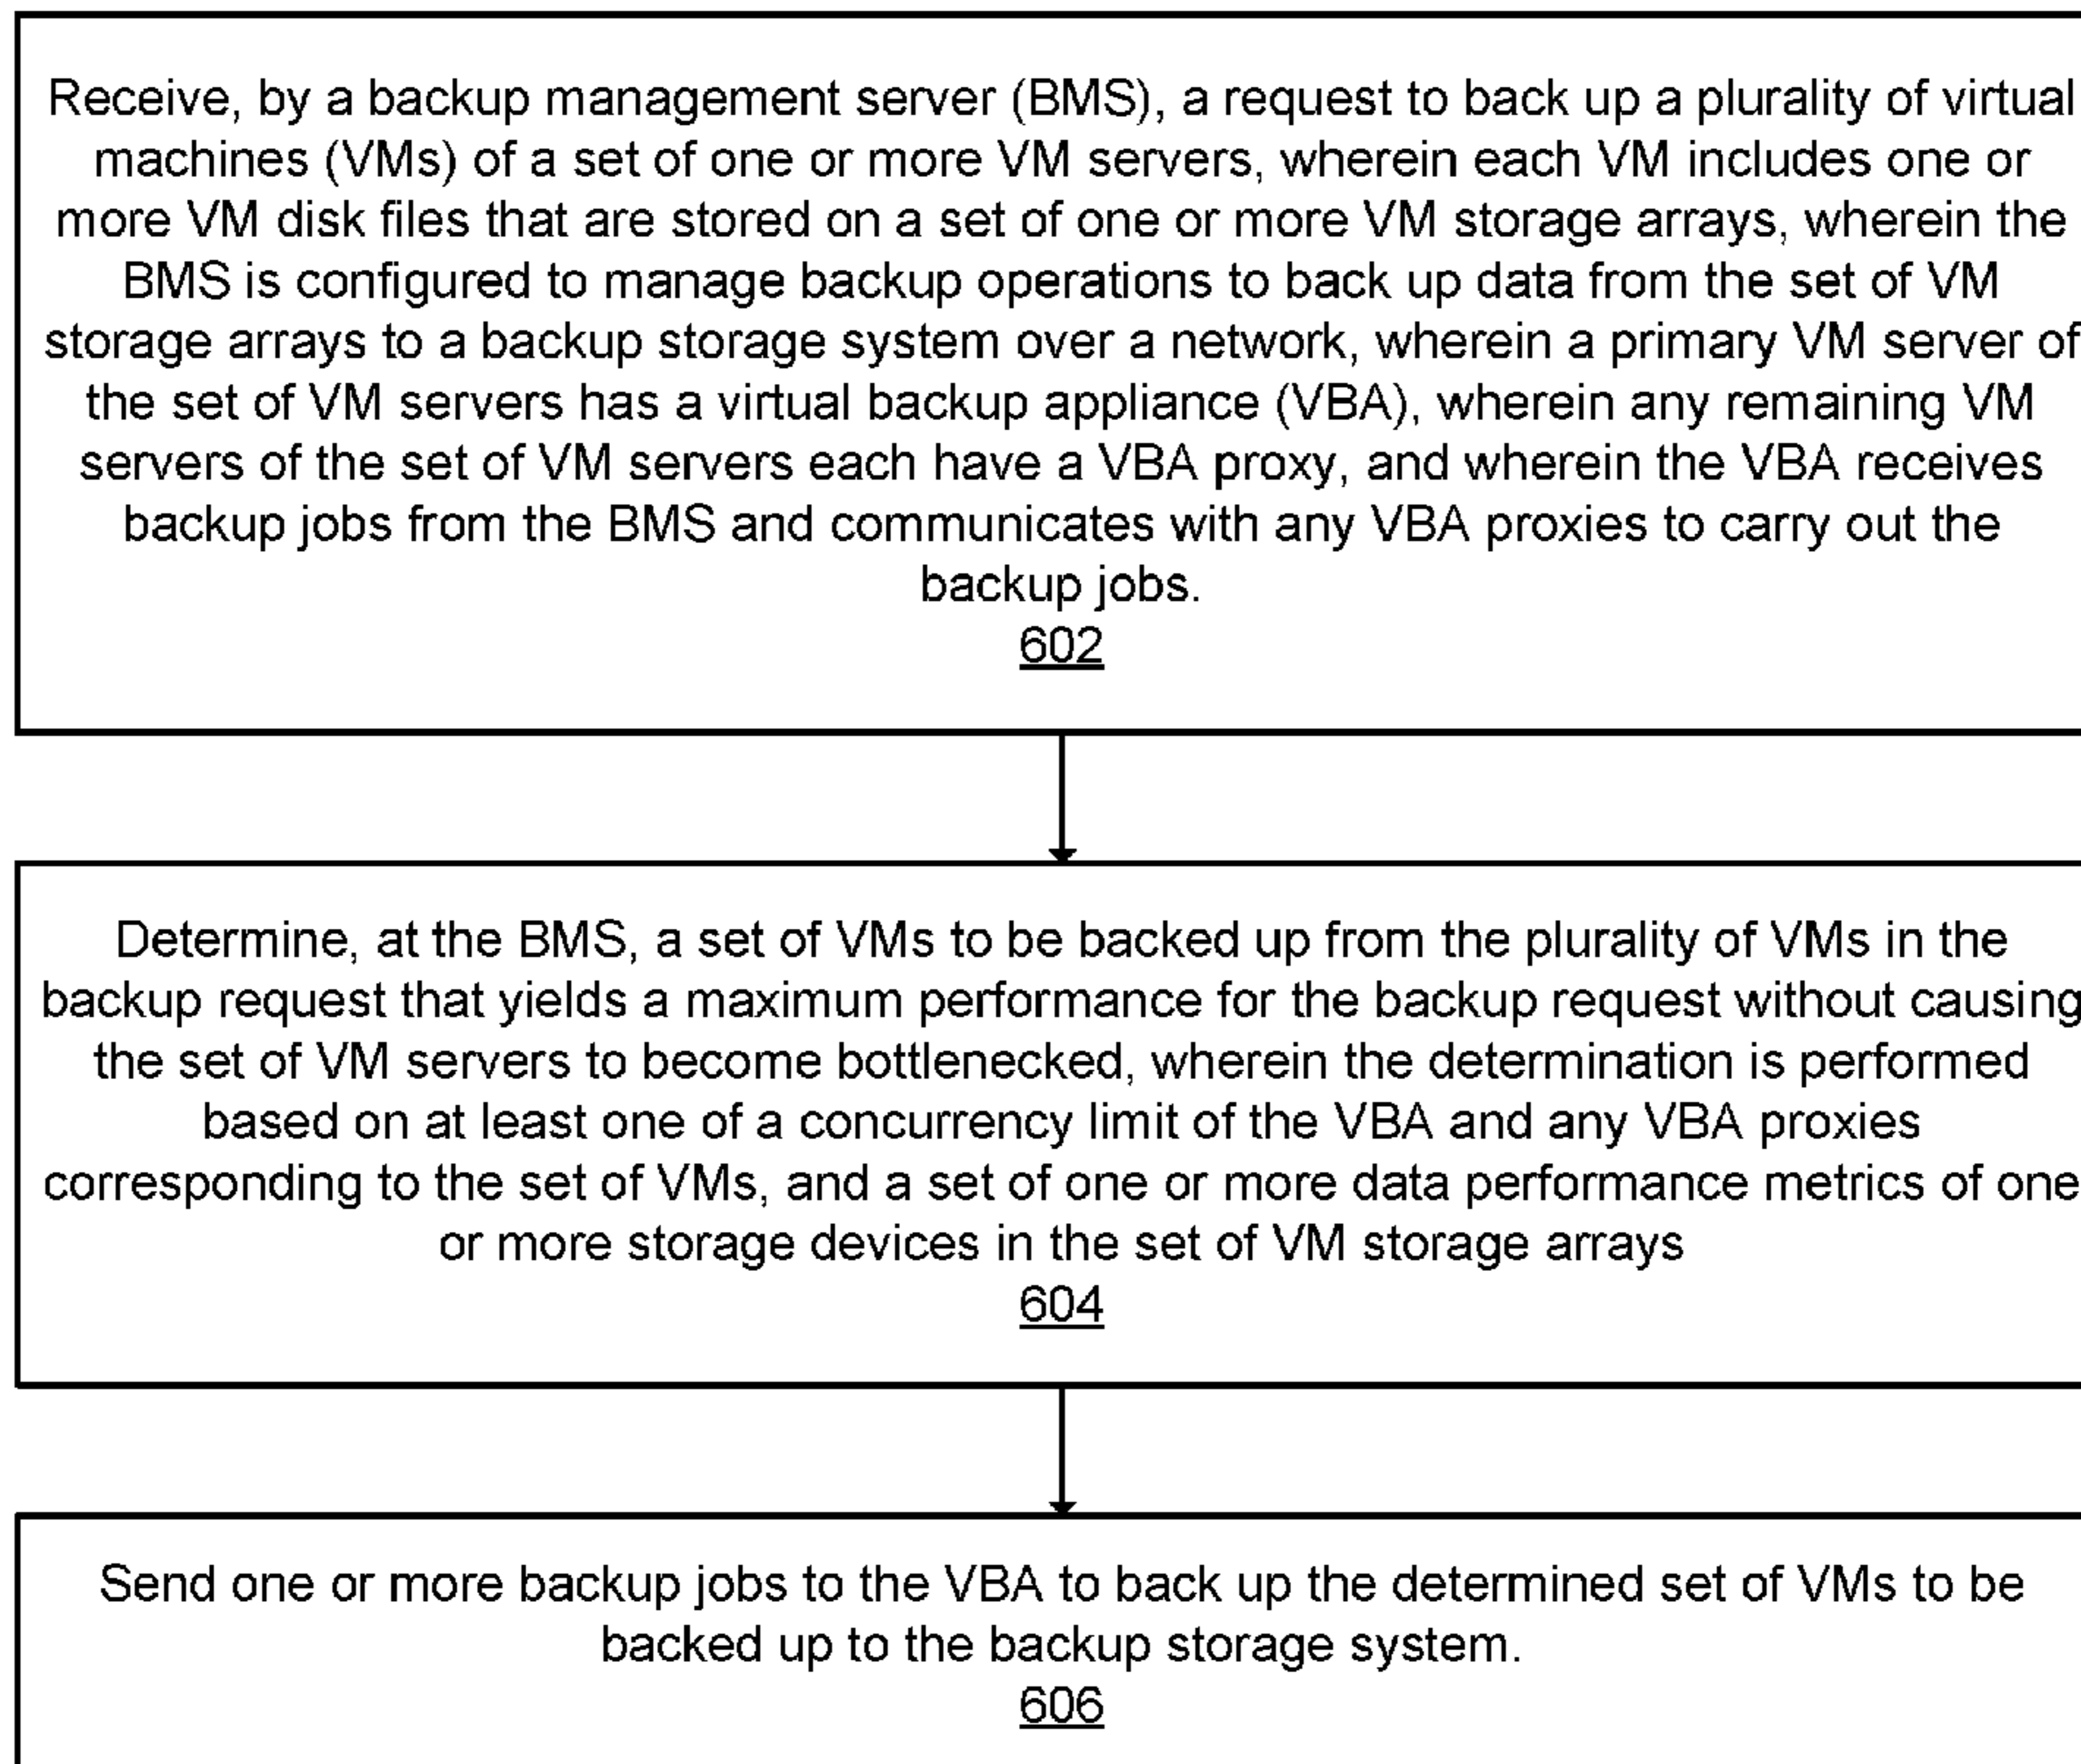 Receive, by a backup management server (BMS), a request to back up a plurality of virtual
machines (VMs) of a set of one or more VM servers, wherein each VM includes one or
more VM disk files that are stored on a set of one or more VM storage arrays, wherein the
BMS is configured to manage backup operations to back up data from the set of VM
storage arrays to a backup storage system over a network, wherein a primary VM server of
the set of VM servers has a virtual backup appliance (VBA), wherein any remaining VM
servers of the set of VM servers each have a VBA proxy, and wherein the VBA receives
backup jobs from the BMS and communicates with any VBA proxies to carry out the
backup jobs.
602
Determine, at the BMS, a set of VMs to be backed up from the plurality of VMs in the
backup request that yields a maximum performance for the backup request without causing
the set of VM servers to become bottlenecked, wherein the determination is performed
based on at least one of a concurrency limit of the VBA and any VBA proxies
corresponding to the set of VMs, and a set of one or more data performance metrics of one
or more storage devices in the set of VM storage arrays
604
Send one or more backup jobs to the VBA to back up the determined set of VMs to be
backed up to the backup storage system.
606